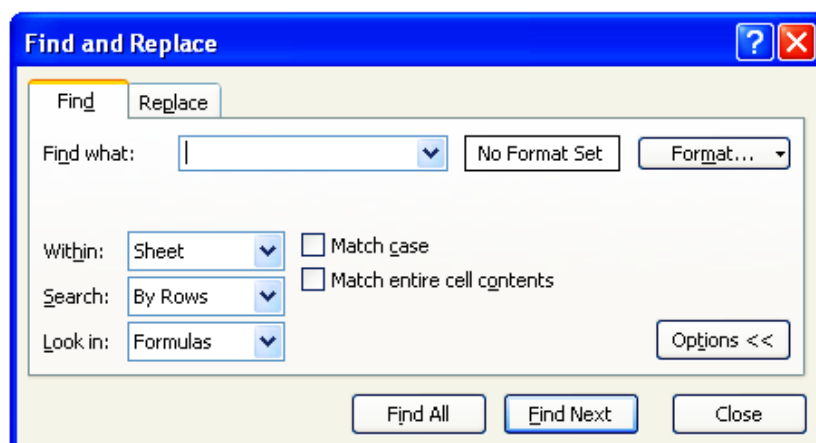 Find and Replace ?
Find Replace
Find what: No Format Set Format...
Within: Sheet Match case
Match entire cell contents
Search: By Rows
Look in: Formulas Options <<
Find All Find Next Close